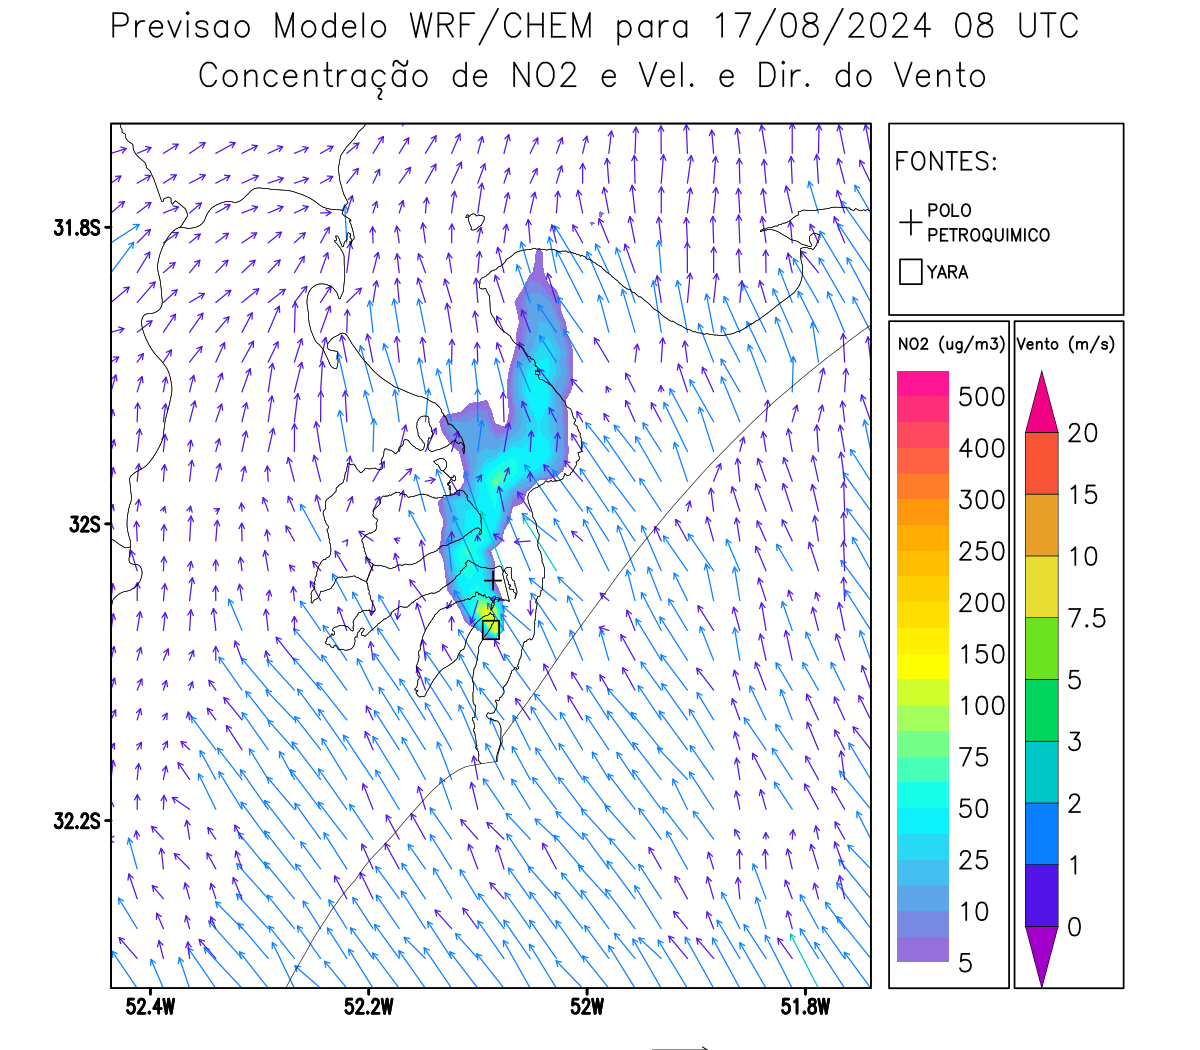 Previsao Modelo WRF/CHEM para 17/08/2024 08 UTC
Concentração de NO2 e Vel. e Dir. do Vento
FONTES:
POLO
PETROQUIMICO
YARA
31.8S
32S
32.2S
52.4W
52.2W
52W
51.8W
NO2 (ug/m3)
500
400
300
250
200
150
100
75
50
25
10
5
Vento (m/s)
20
15
10
7.5
5
3
2
1
0